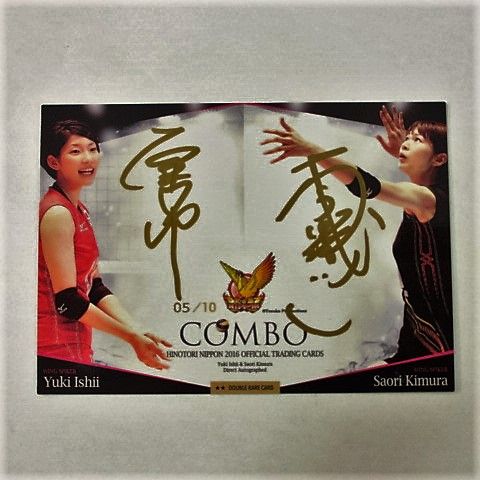 05/10
COMBO
HINOTORI NIPPON 2016 OFFICIAL TRADING CARDS
Yuki Ishii & Saori Kimura
Direct Autographed
WING SPIKER
Yuki Ishii
WING SPIKER
Saori Kimura
★★ DOUBLE RARE CARD